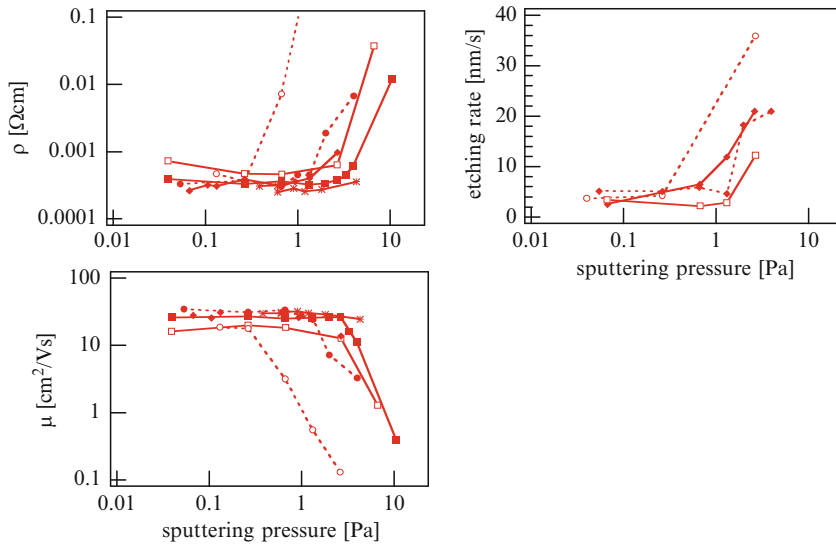 0.1
0.01
0.001
0.0001
ρ [Ωcm]
0.01 0.1 1 10
40
30
20
10
0
etching rate [nm/s]
0.01 0.1 1 10
sputtering pressure [Pa]
100
10
1
0.1
μ [cm²/Vs]
0.01 0.1 1 10
sputtering pressure [Pa]